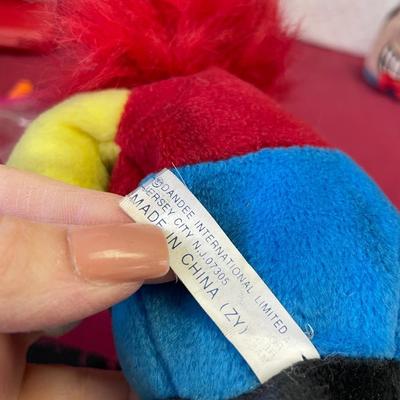 ©DANDEE INTERNATIONAL LIMITED
JERSEY CITY N.J.07305
MADE IN CHINA (ZY)